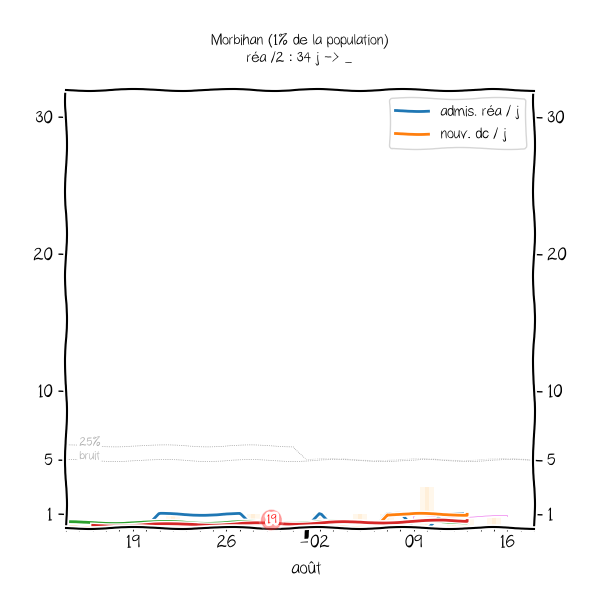 Morbihan (1% de la population)
réa /2 : 34 j -> _
admis. réa / j
nouv. dc / j
30 30
20 20
10 10
25%
bruit
5 5
1 1
19
19 26 02 09 16
août